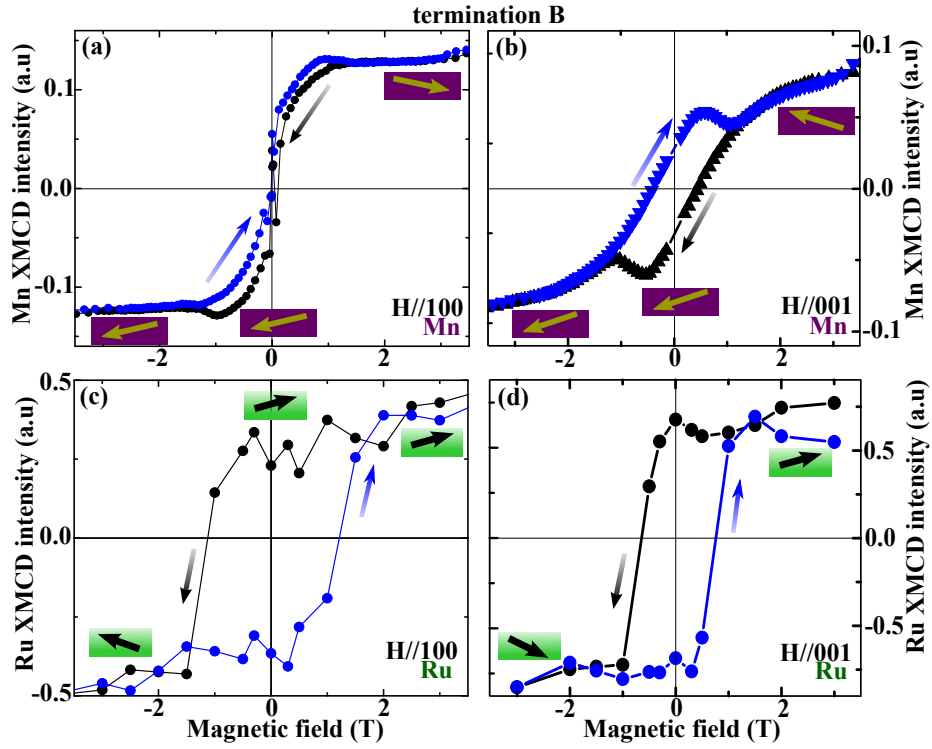 termination B
(a)
Mn XMCD intensity (a.u)
0.1
0.0
-0.1
-2
0
2
H//100
Mn
(b)
Mn XMCD intensity (a.u)
0.1
0.0
-0.1
-2
0
2
H//001
Mn
(c)
Ru XMCD intensity (a.u)
0.5
0.0
-0.5
-2
0
2
H//100
Ru
Magnetic field (T)
(d)
Ru XMCD intensity (a.u)
0.5
0.0
-0.5
-2
0
2
H//001
Ru
Magnetic field (T)